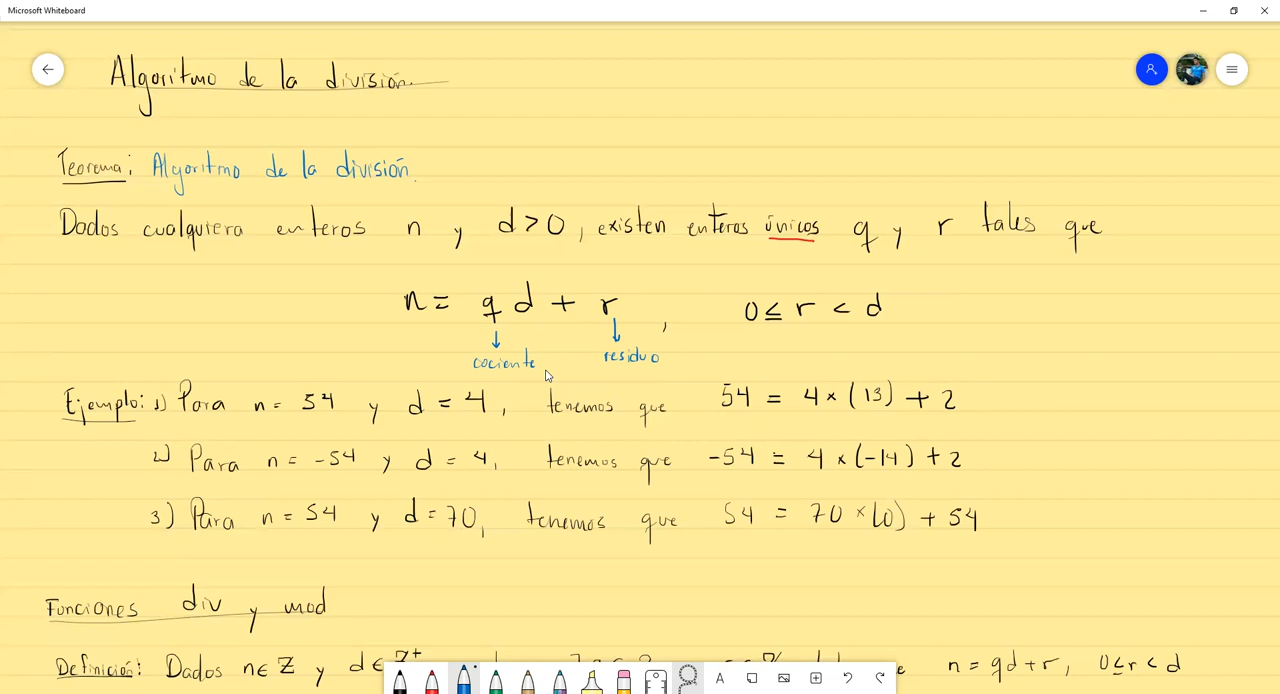 Microsoft Whiteboard
Algoritmo de la división.
Teorema: Algoritmo de la división.
Dados cualquiera enteros n y d > 0, existen enteros únicos q y r tales que
n = q d + r , 0 ≤ r < d
cociente residuo
Ejemplo: 1) Para n = 54 y d = 4, tenemos que 54 = 4 × (13) + 2
2) Para n = -54 y d = 4, tenemos que -54 = 4 × (-14) + 2
3) Para n = 54 y d = 70, tenemos que 54 = 70 × (0) + 54
Funciones div y mod
Definición: Dados n ∈ Z y d ∈ Z⁺ n = qd + r, 0 ≤ r < d
A